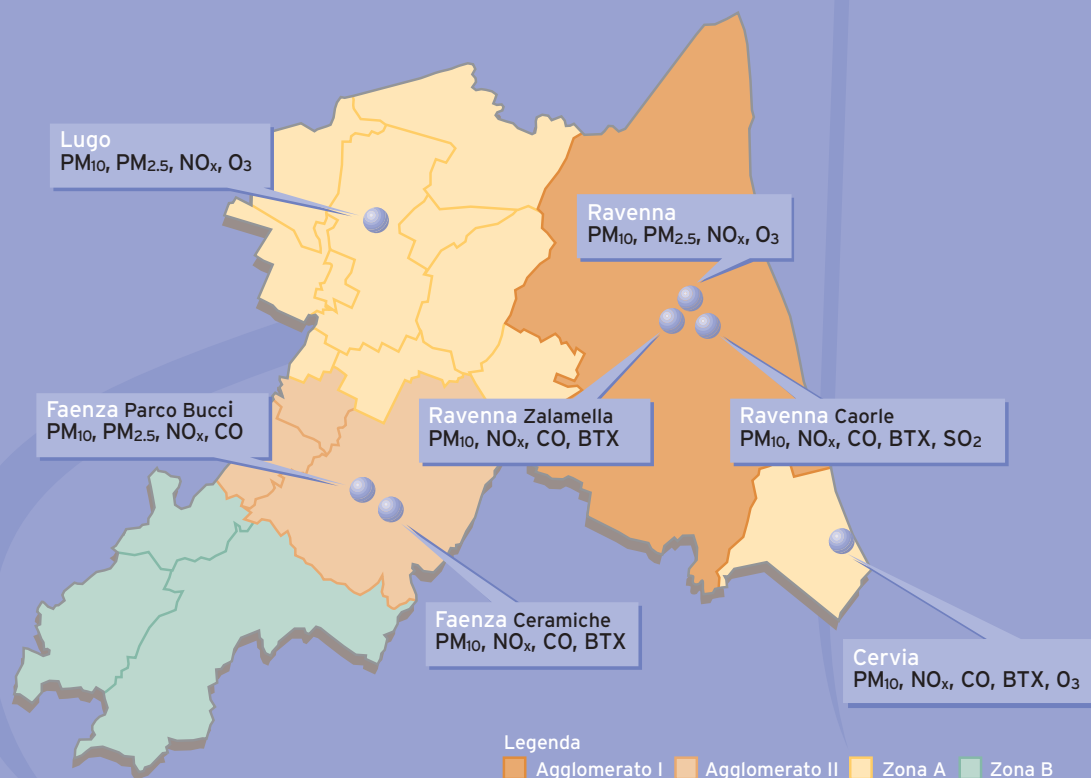 Lugo
PM10, PM2.5, NOx, O3
Ravenna
PM10, PM2.5, NOx, O3
Faenza Parco Bucci
PM10, PM2.5, NOx, CO
Ravenna Zalamella
PM10, NOx, CO, BTX
Ravenna Caorle
PM10, NOx, CO, BTX, SO2
Faenza Ceramiche
PM10, NOx, CO, BTX
Cervia
PM10, NOx, CO, BTX, O3
Legenda
Agglomerato I Agglomerato II Zona A Zona B